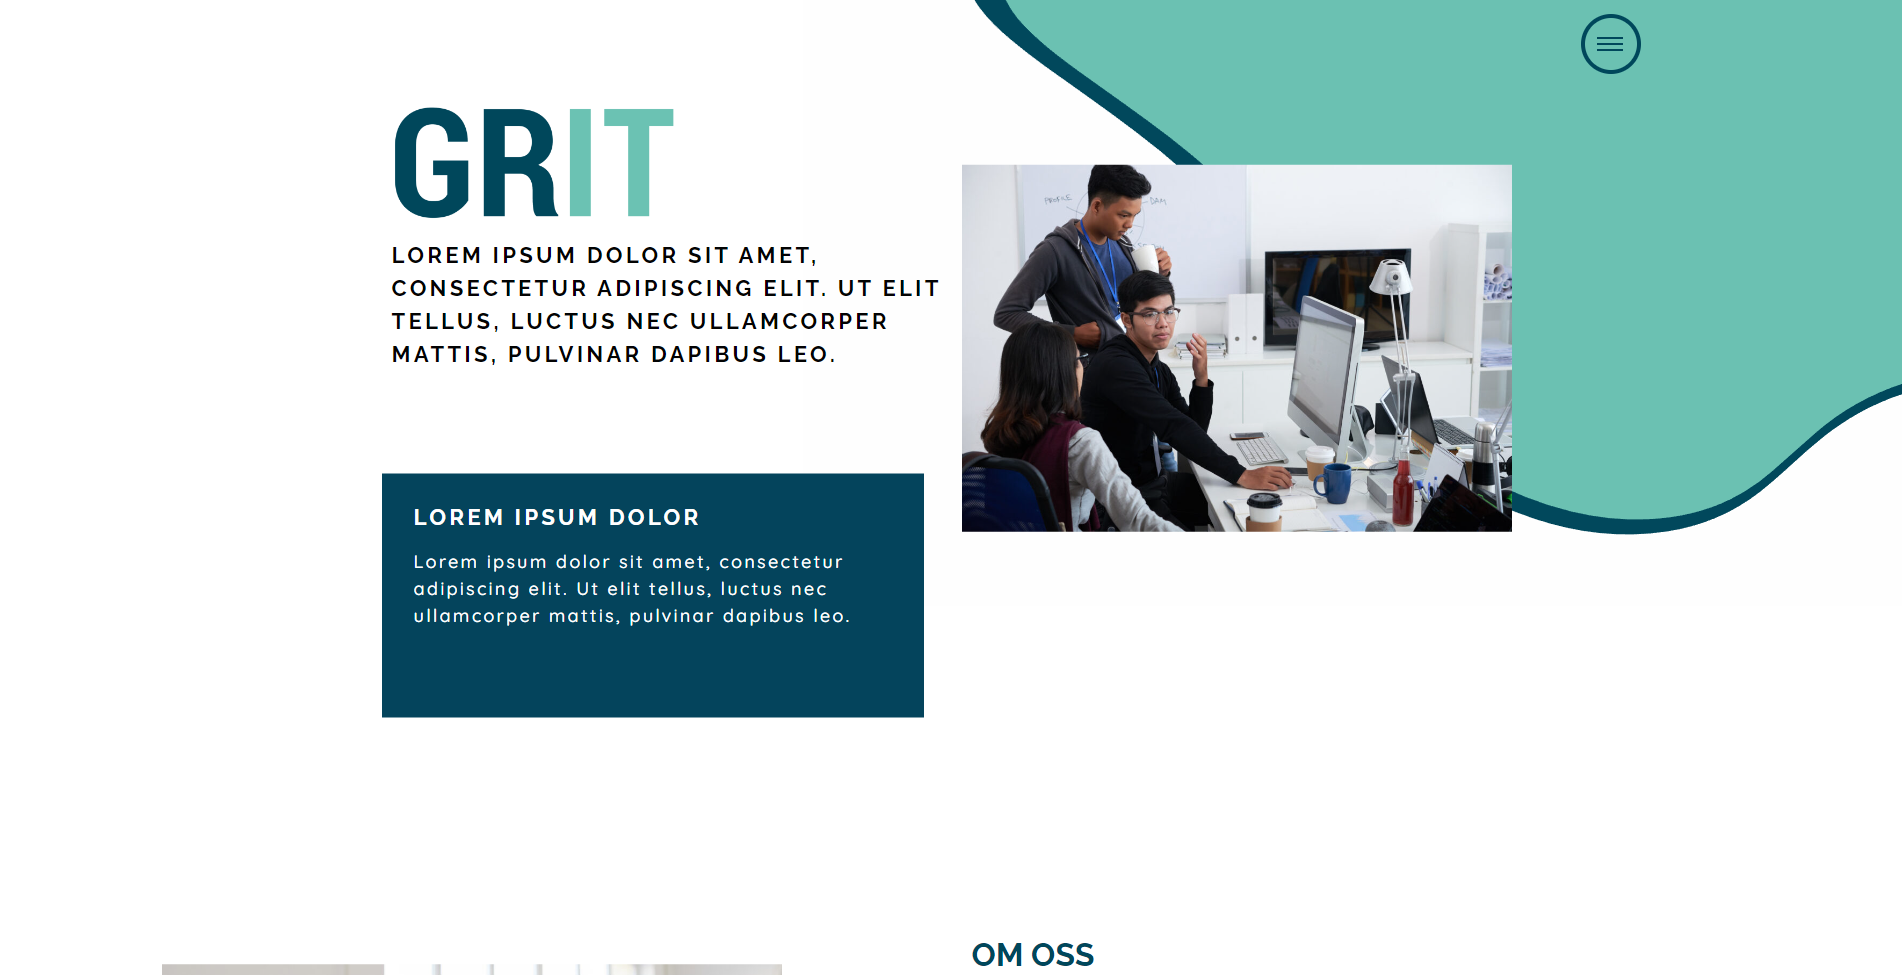 GRIT
LOREM IPSUM DOLOR SIT AMET,
CONSECTETUR ADIPISCING ELIT. UT ELIT
TELLUS, LUCTUS NEC ULLAMCORPER
MATTIS, PULVINAR DAPIBUS LEO.
PROFILE
DAM
LOREM IPSUM DOLOR
Lorem ipsum dolor sit amet, consectetur
adipiscing elit. Ut elit tellus, luctus nec
ullamcorper mattis, pulvinar dapibus leo.
OM OSS